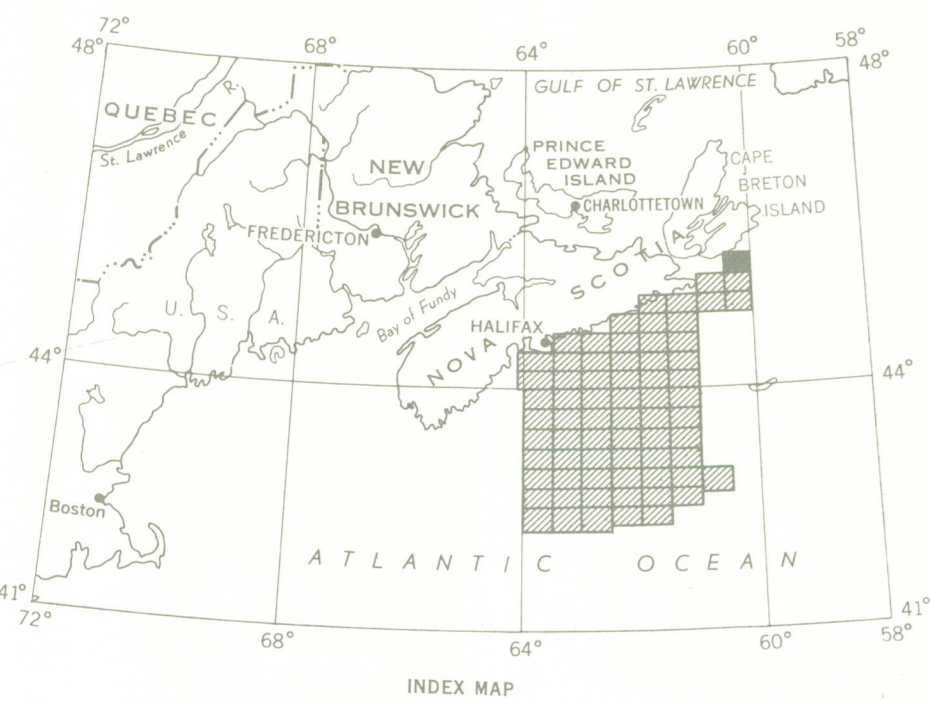 72° 68° 64° 60° 58°
48° 48°
GULF OF ST. LAWRENCE
QUEBEC
R.
St. Lawrence
PRINCE
EDWARD
ISLAND
CAPE
BRETON
ISLAND
NEW
BRUNSWICK
CHARLOTTETOWN
FREDERICTON
NOVA SCOTIA
U. S. A.
Bay of Fundy
HALIFAX
44° 44°
Boston
ATLANTIC OCEAN
41° 41°
72° 68° 64° 60° 58°
INDEX MAP